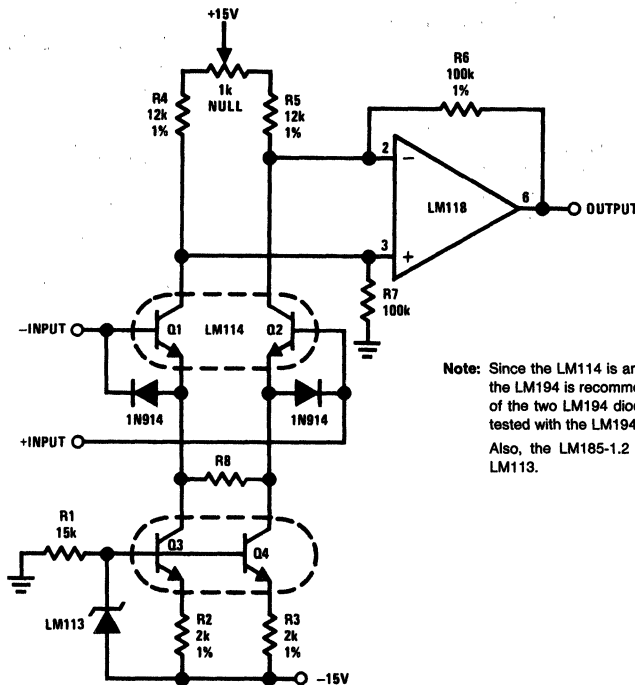 +15V
R4
12k
1%
1k
NULL
R5
12k
1%
R6
100k
1%
2
−
LM118
6
OUTPUT
3
+
R7
100k
−INPUT
Q1
LM114
Q2
1N914
1N914
+INPUT
Note: Since the LM114 is
the LM194 is
of the two LM194
tested with the LM194
Also, the LM185-1.2
LM113.
R8
R1
15k
Q3
Q4
LM113
R2
2k
1%
R3
2k
1%
−15V